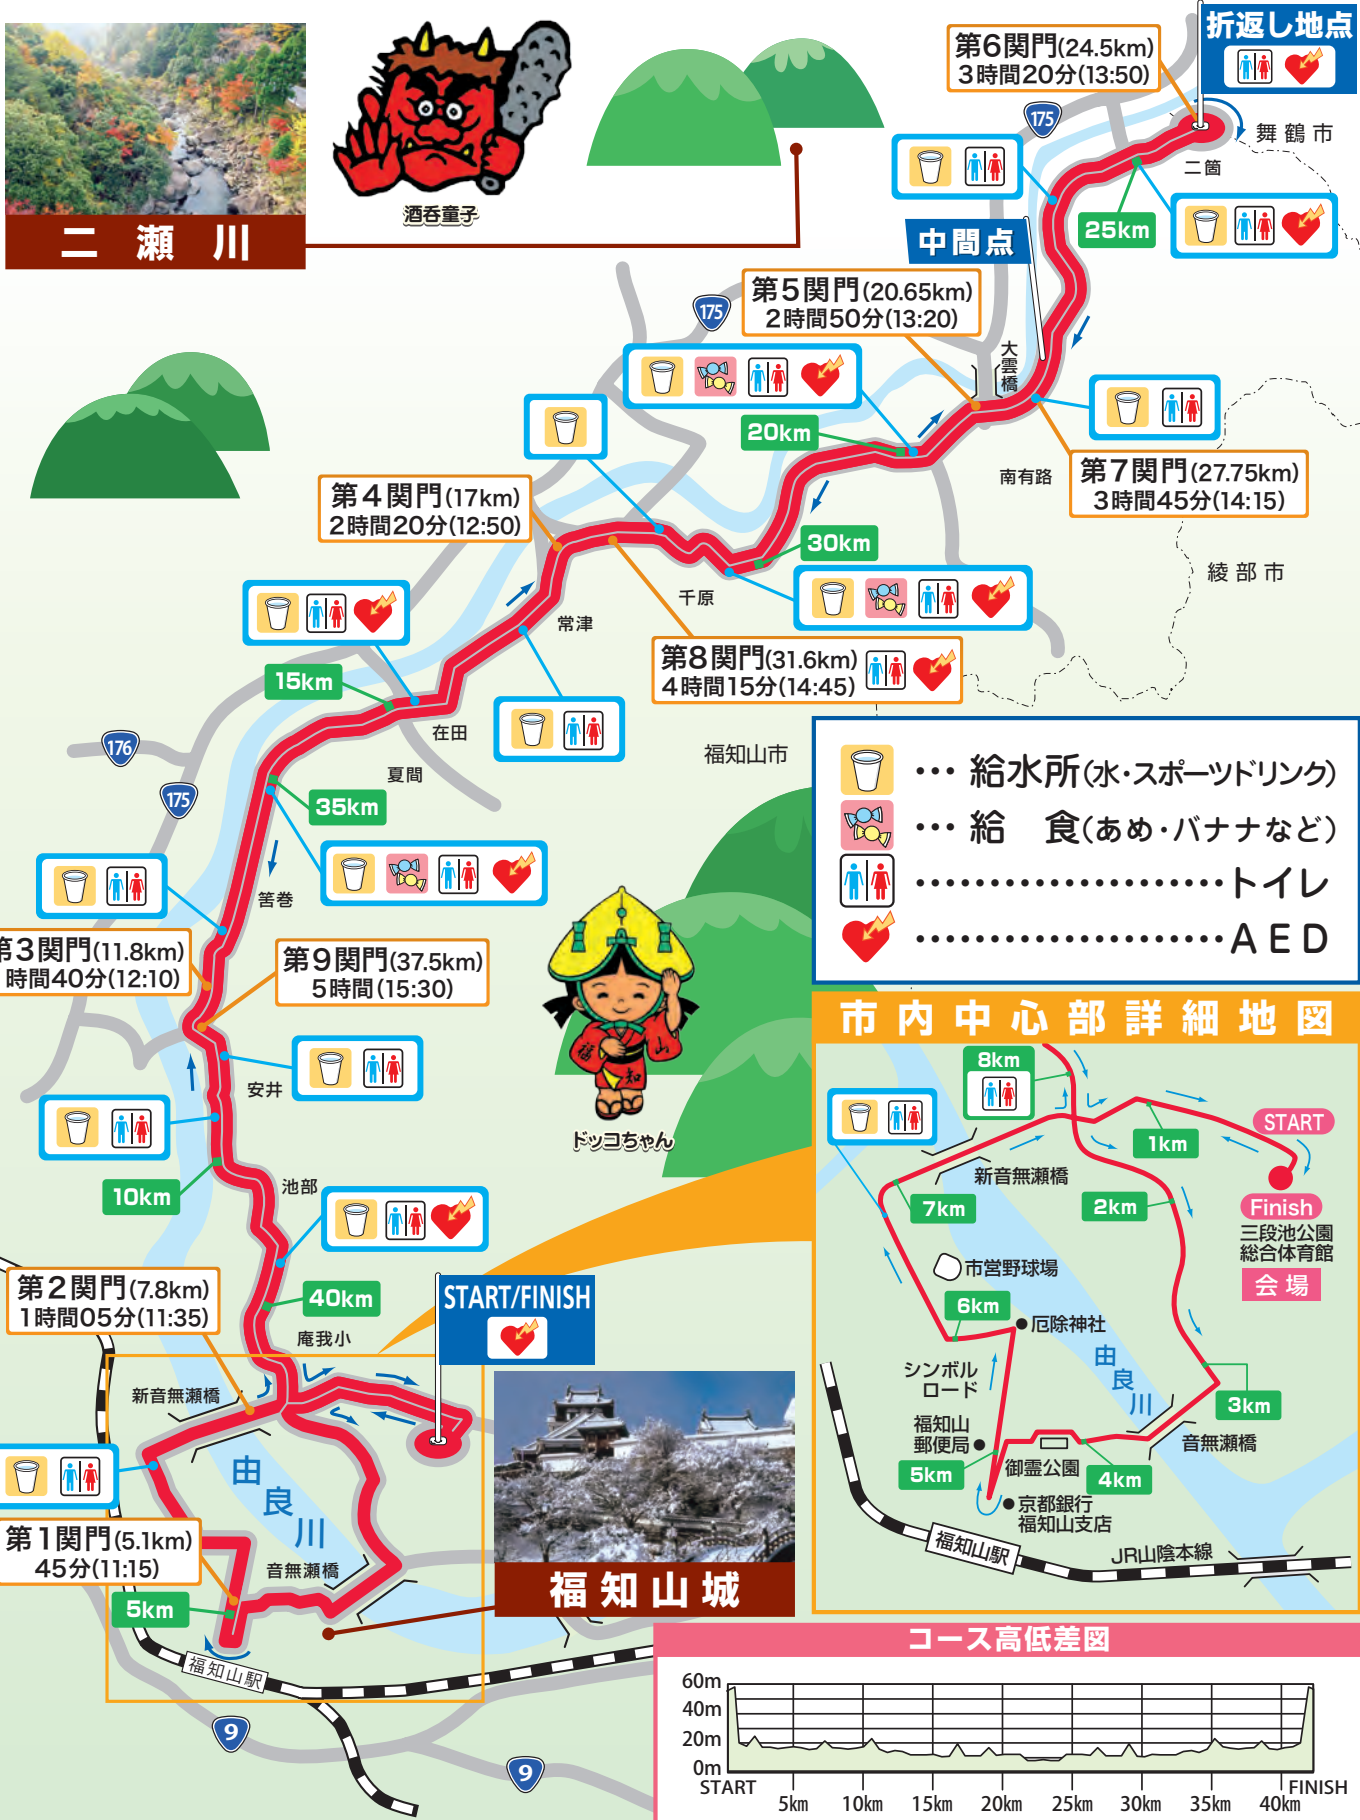 二瀬川
酒呑童子
第6関門(24.5km)
3時間20分(13:50)
折返し地点
175
舞鶴市
二箇
25km
中間点
第5関門(20.65km)
2時間50分(13:20)
175
大雲橋
20km
南有路
第7関門(27.75km)
3時間45分(14:15)
第4関門(17km)
2時間20分(12:50)
30km
綾部市
千原
常津
第8関門(31.6km)
4時間15分(14:45)
15km
在田
夏間
176
175
35km
福知山市
… 給水所(水・スポーツドリンク)
… 給 食(あめ・バナナなど)
トイレ
AED
筈巻
第3関門(11.8km)
時間40分(12:10)
第9関門(37.5km)
5時間(15:30)
安井
ドッコちゃん
福
知
山
10km
池部
40km
第2関門(7.8km)
1時間05分(11:35)
庵我小
START/FINISH
新音無瀬橋
由良川
第1関門(5.1km)
45分(11:15)
音無瀬橋
5km
福知山駅
福知山城
9
9
市内中心部詳細地図
8km
START
1km
新音無瀬橋
7km
2km
Finish
三段池公園
総合体育館
会場
市営野球場
6km
厄除神社
由良川
シンボル
ロード
3km
福知山
郵便局
音無瀬橋
5km
御霊公園
4km
京都銀行
福知山支店
福知山駅
JR山陰本線
コース高低差図
60m
40m
20m
0m
START
5km
10km
15km
20km
25km
30km
35km
40km
FINISH